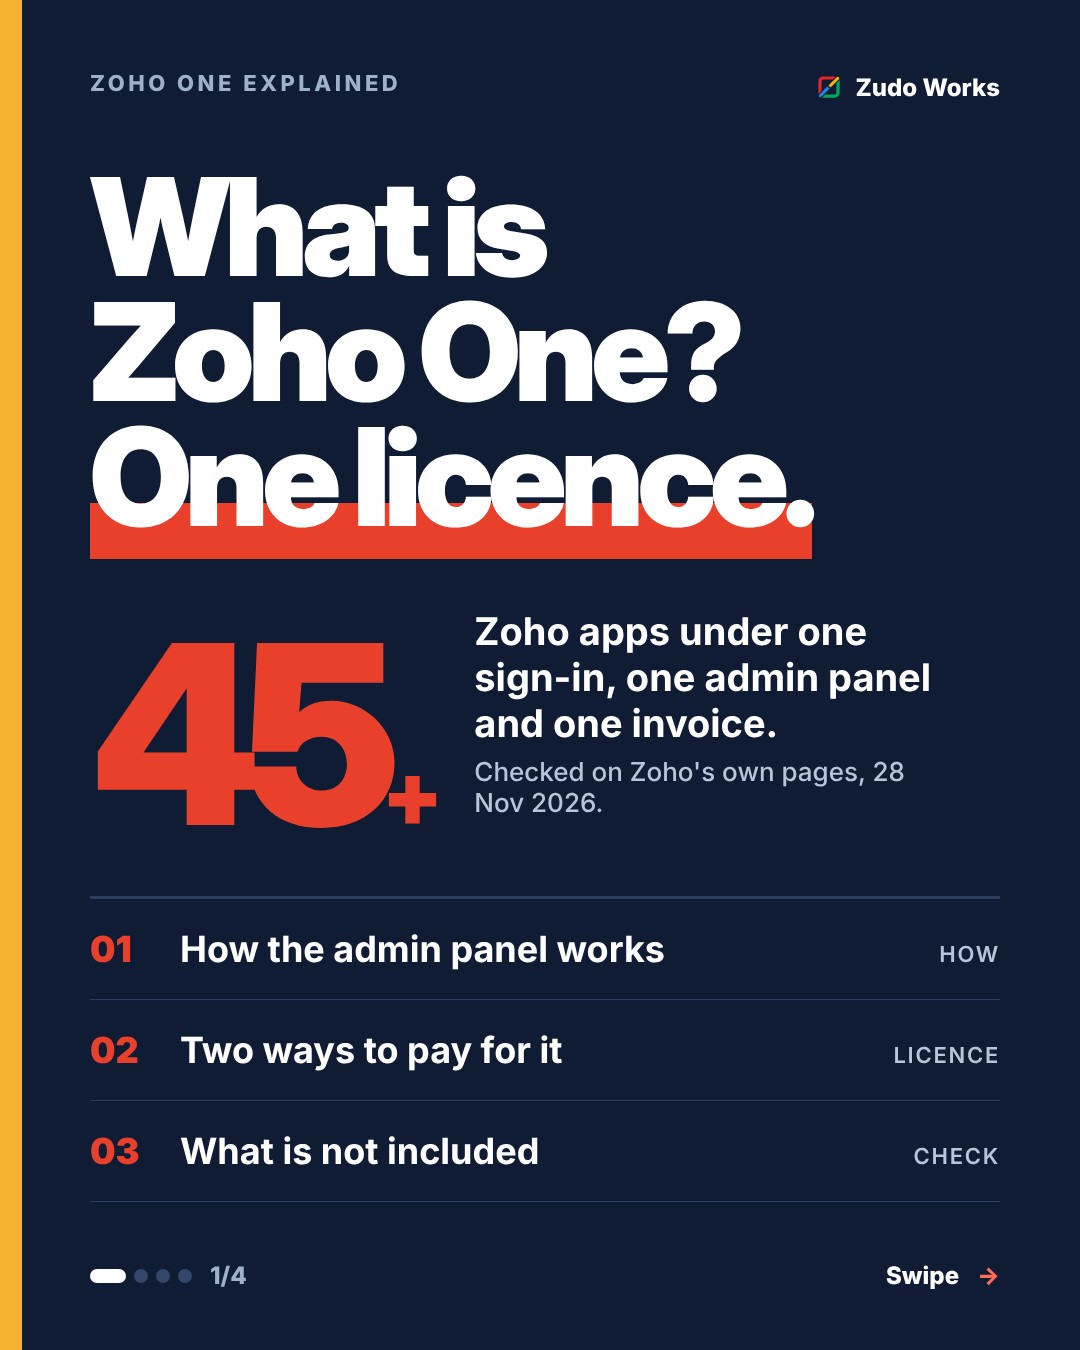 ZOHO ONE EXPLAINED
Zudo Works
What is
Zoho One?
One licence.
45+
Zoho apps under one
sign-in, one admin panel
and one invoice.
Checked on Zoho's own pages, 28
Nov 2026.
01 How the admin panel works HOW
02 Two ways to pay for it LICENCE
03 What is not included CHECK
1/4
Swipe →